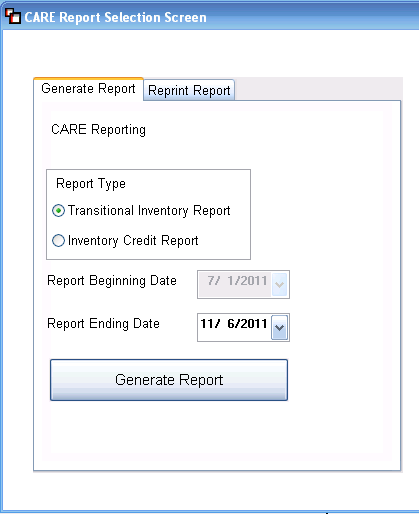 CARE Report Selection Screen
Generate Report
Reprint Report
CARE Reporting
Report Type
Transitional Inventory Report
Inventory Credit Report
Report Beginning Date 7/ 1/2011
Report Ending Date 11/ 6/2011
Generate Report